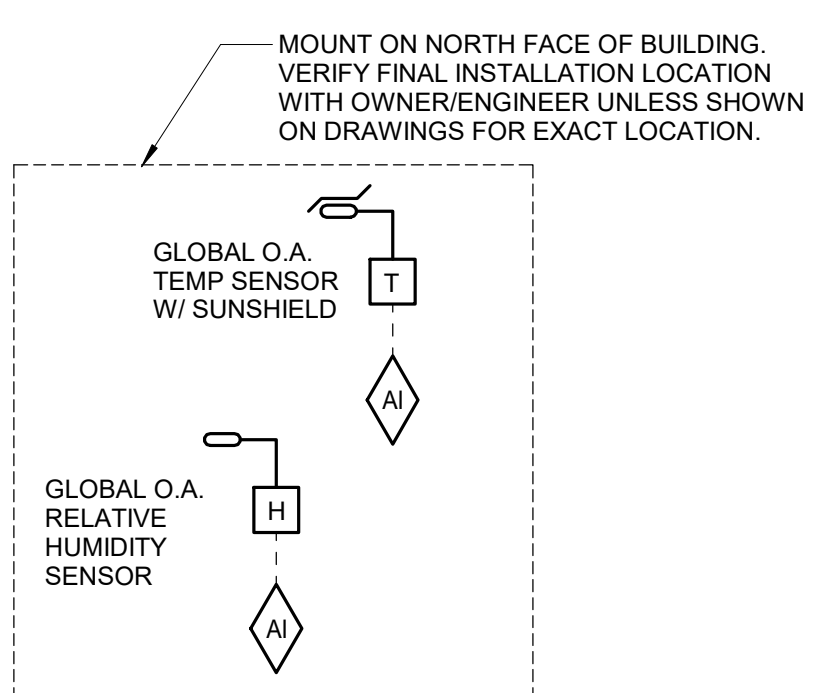 MOUNT ON NORTH FACE OF BUILDING.
VERIFY FINAL INSTALLATION LOCATION
WITH OWNER/ENGINEER UNLESS SHOWN
ON DRAWINGS FOR EXACT LOCATION.
GLOBAL O.A.
TEMP SENSOR
W/ SUNSHIELD
T
AI
GLOBAL O.A.
RELATIVE
HUMIDITY
SENSOR
H
AI